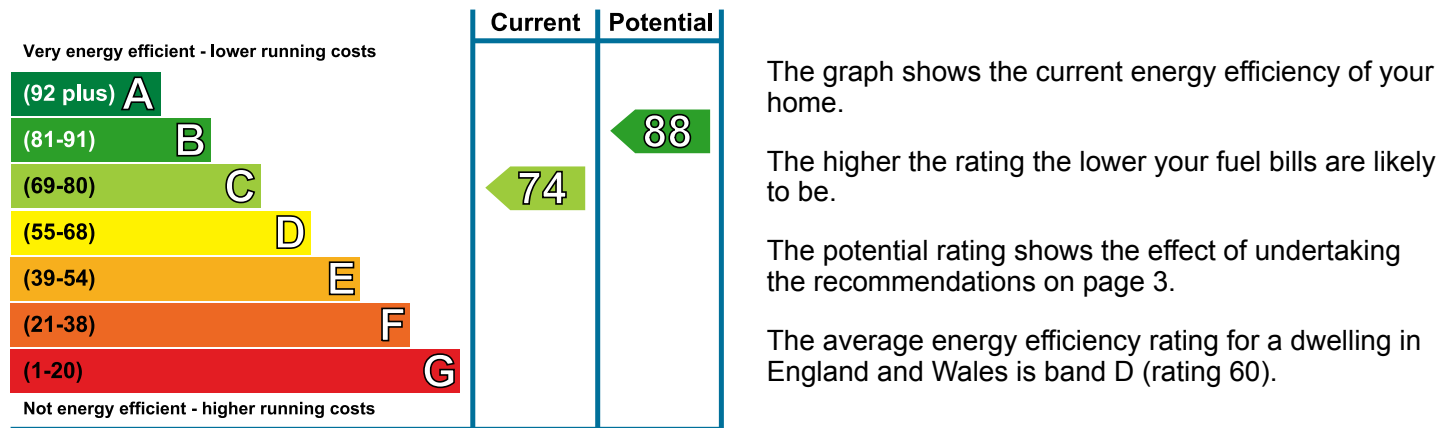 Current Potential
Very energy efficient - lower running costs
(92 plus) A
(81-91) B
88
(69-80) C
74
(55-68) D
(39-54) E
(21-38) F
(1-20) G
Not energy efficient - higher running costs
The graph shows the current energy efficiency of your
home.
The higher the rating the lower your fuel bills are likely
to be.
The potential rating shows the effect of undertaking
the recommendations on page 3.
The average energy efficiency rating for a dwelling in
England and Wales is band D (rating 60).